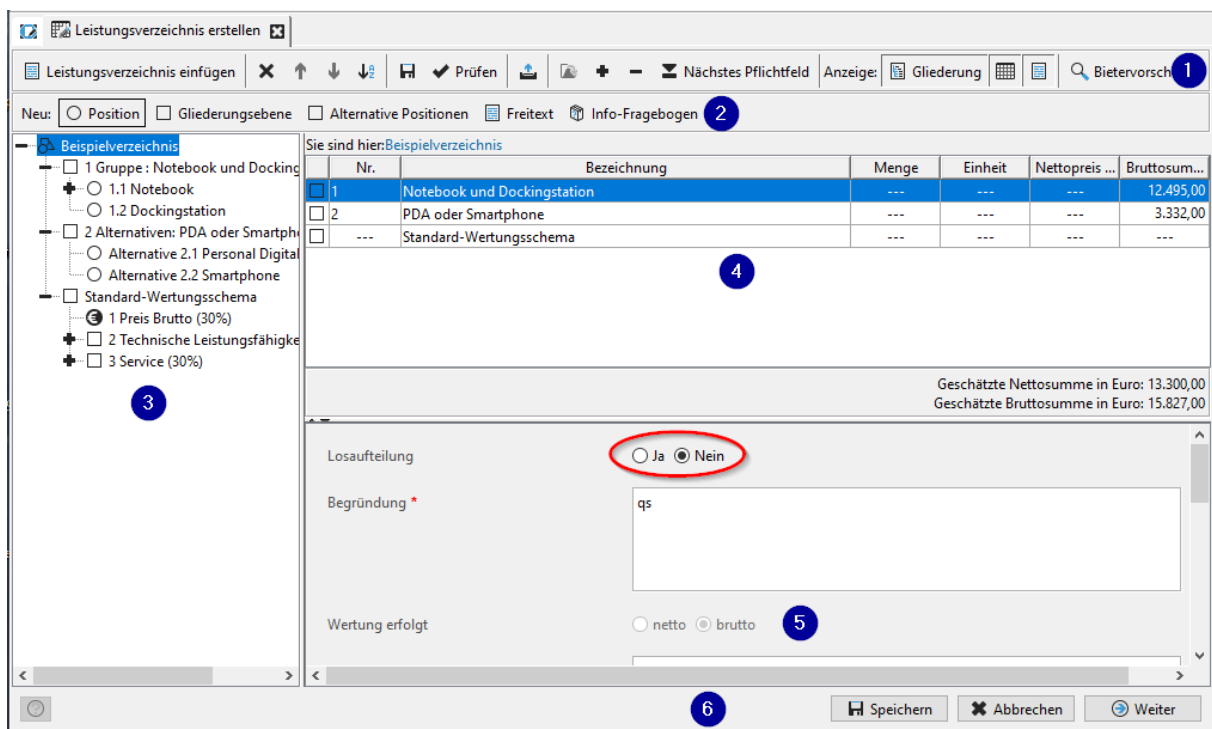 Leistungsverzeichnis erstellen
Leistungsverzeichnis einfügen Prüfen Nächstes Pflichtfeld Anzeige: Gliederung Bietervorsch 1
Neu: Position Gliederungsebene Alternative Positionen Freitext Info-Fragebogen 2
Beispielverzeichnis
1 Gruppe : Notebook und Docking
1.1 Notebook
1.2 Dockingstation
2 Alternativen: PDA oder Smartph
Alternative 2.1 Personal Digital
Alternative 2.2 Smartphone
Standard-Wertungsschema
1 Preis Brutto (30%)
2 Technische Leistungsfähigke
3 Service (30%)
3
Sie sind hier:Beispielverzeichnis
Nr. Bezeichnung Menge Einheit Nettopreis ... Bruttosum...
1 Notebook und Dockingstation --- --- --- 12.495,00
2 PDA oder Smartphone --- --- --- 3.332,00
--- Standard-Wertungsschema --- --- --- ---
4
Geschätzte Nettosumme in Euro: 13.300,00
Geschätzte Bruttosumme in Euro: 15.827,00
Losaufteilung Ja Nein
Begründung * qs
Wertung erfolgt netto brutto 5
6 Speichern Abbrechen Weiter